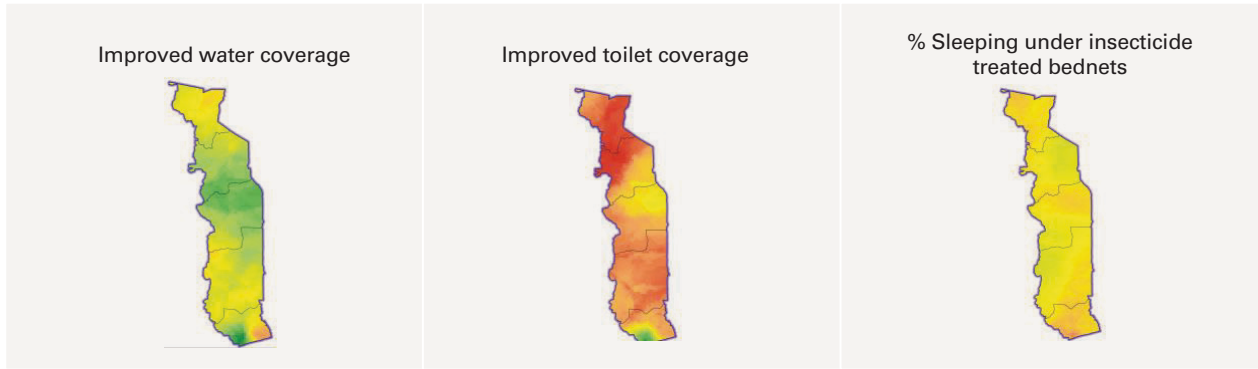 Improved water coverage
Improved toilet coverage
% Sleeping under insecticide
treated bednets